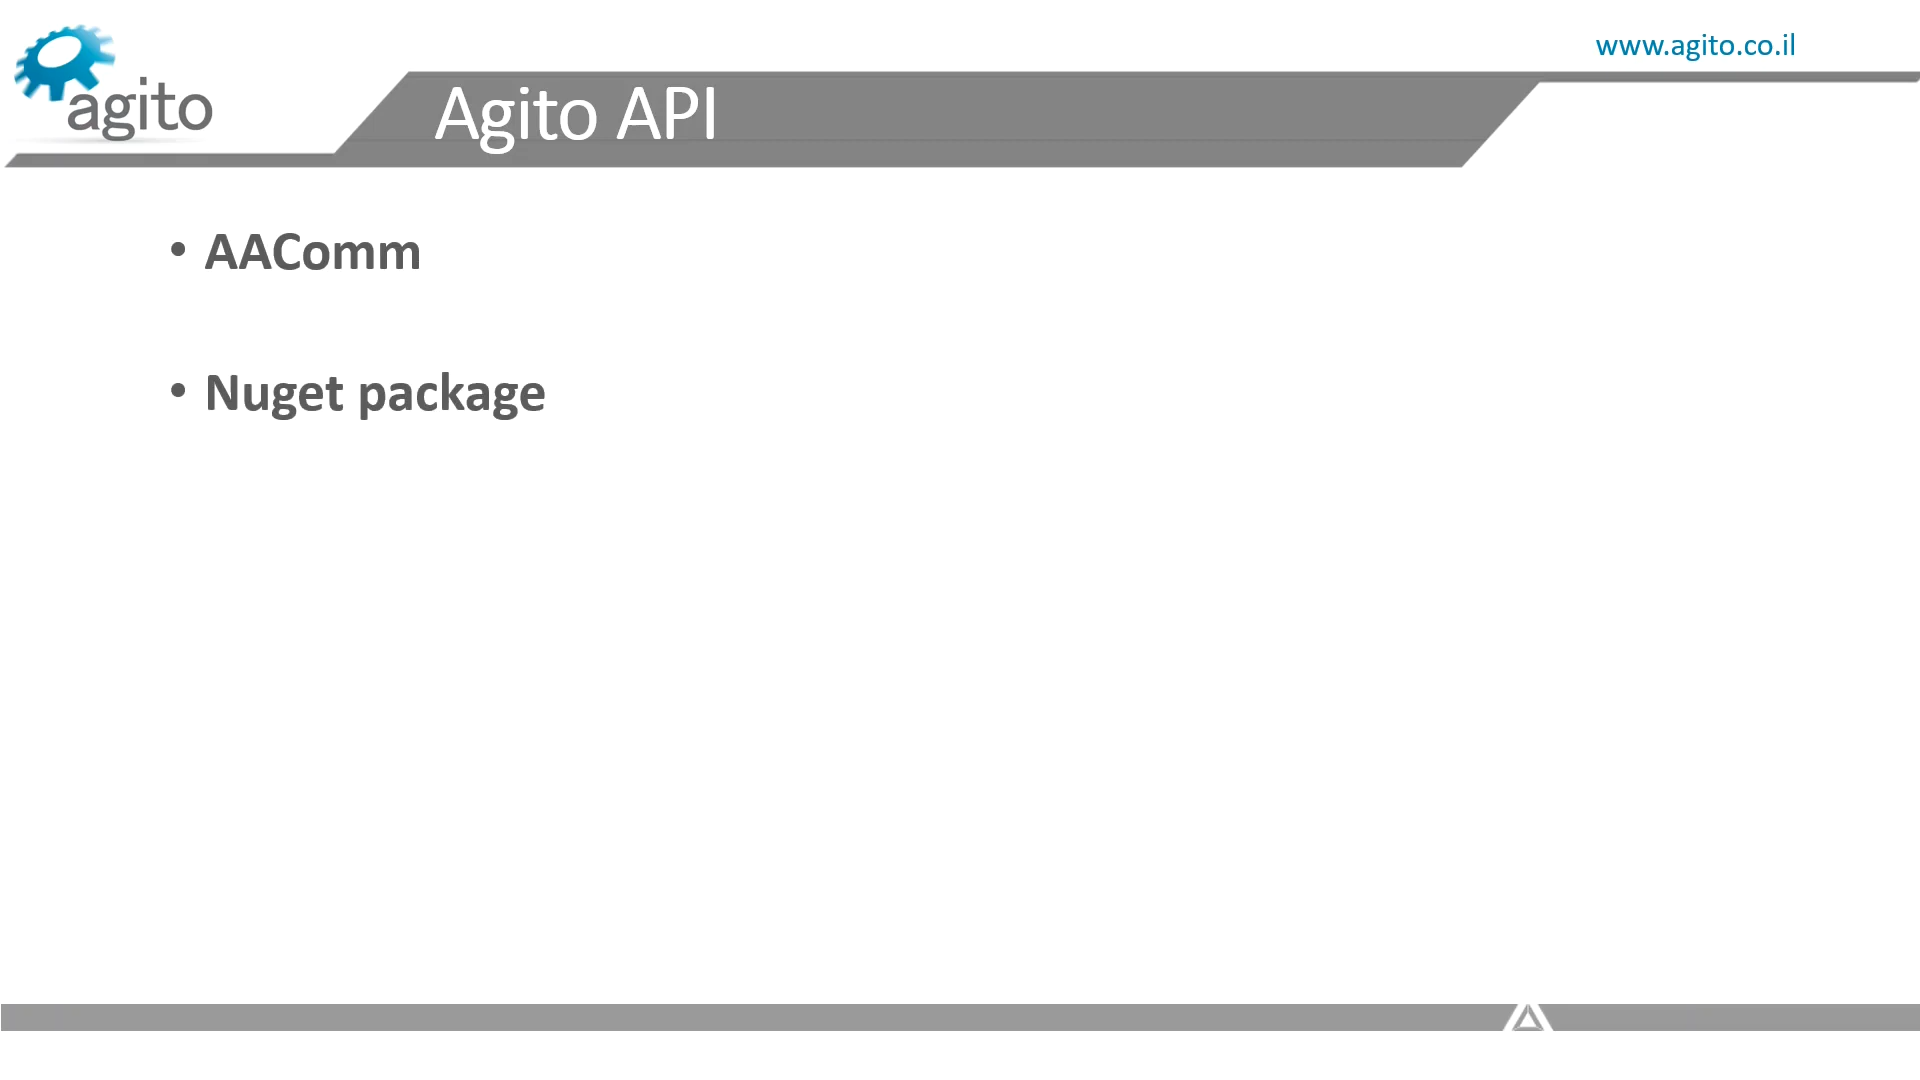 www.agito.co.il
agito
Agito API
• AAComm
• Nuget package